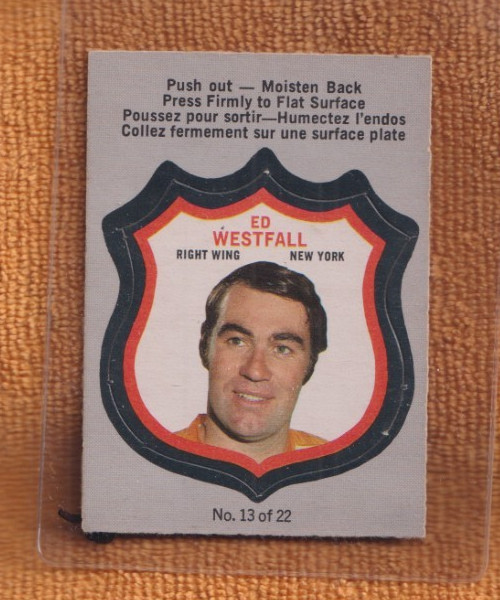 Push out — Moisten Back
Press Firmly to Flat Surface
Poussez pour sortir—Humectez l'endos
Collez fermement sur une surface plate
ED
WESTFALL
RIGHT WING NEW YORK
No. 13 of 22